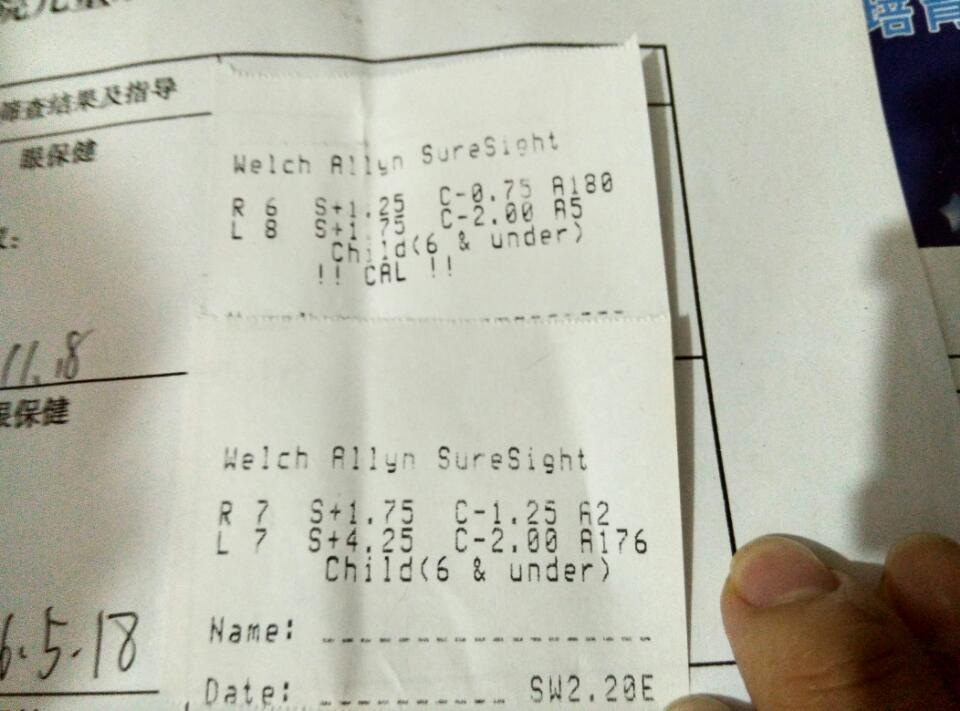 培育
筛查结果及指导
眼保健
Welch Allyn SureSight
R 6 S+1.25 C-0.75 A180
L 8 S+1.75 C-2.00 A5
Child(6 & under)
!! CAL !!
11.18
眼保健
Welch Allyn SureSight
R 7 S+1.75 C-1.25 A2
L 7 S+4.25 C-2.00 A176
Child(6 & under)
Name:
6.5.18
Date: SW2.20E